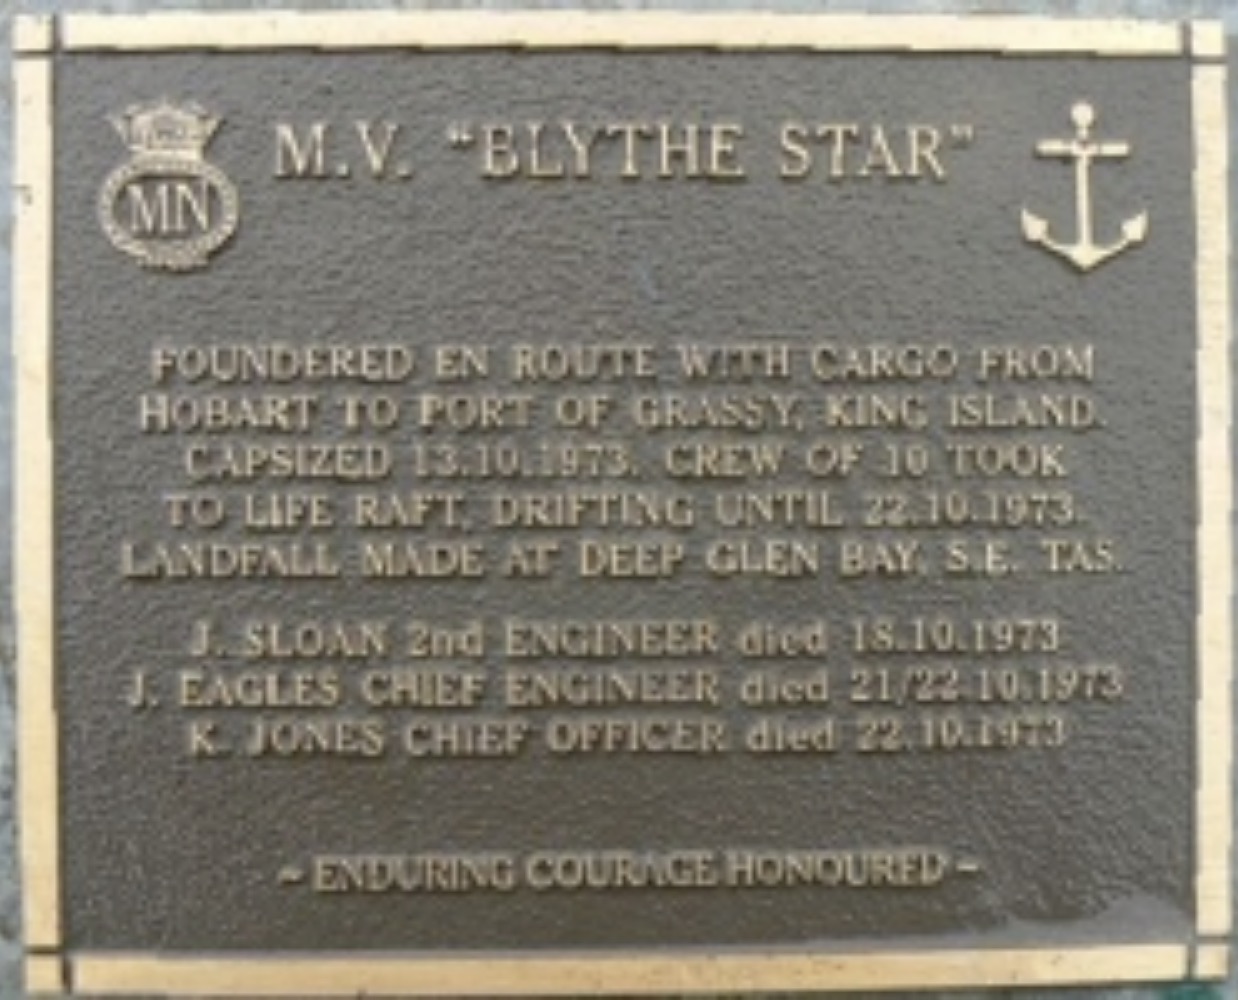 MN
M.V. "BLYTHE STAR"
FOUNDERED EN ROUTE WITH CARGO FROM
HOBART TO PORT OF GRASSY, KING ISLAND.
CAPSIZED 13.10.1973. CREW OF 10 TOOK
TO LIFE RAFT, DRIFTING UNTIL 22.10.1973.
LANDFALL MADE AT DEEP GLEN BAY. S.E. TAS.
J. SLOAN 2nd ENGINEER died 18.10.1973
J. EAGLES CHIEF ENGINEER died 21/22.10.1973
K. JONES CHIEF OFFICER died 22.10.1973
~ ENDURING COURAGE HONOURED ~